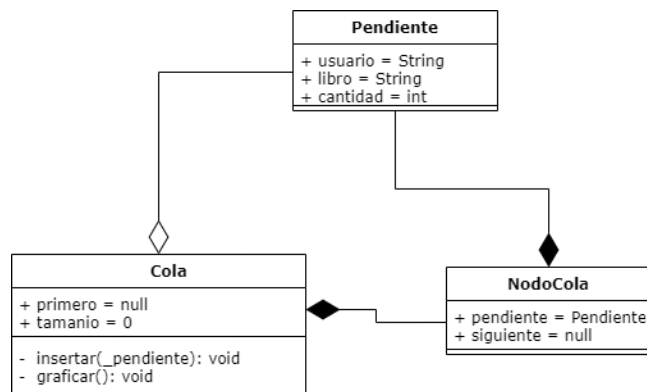 Pendiente
+ usuario = String
+ libro = String
+ cantidad = int
Cola
+ primero = null
+ tamanio = 0
- insertar(_pendiente): void
- graficar(): void
NodoCola
+ pendiente = Pendiente
+ siguiente = null